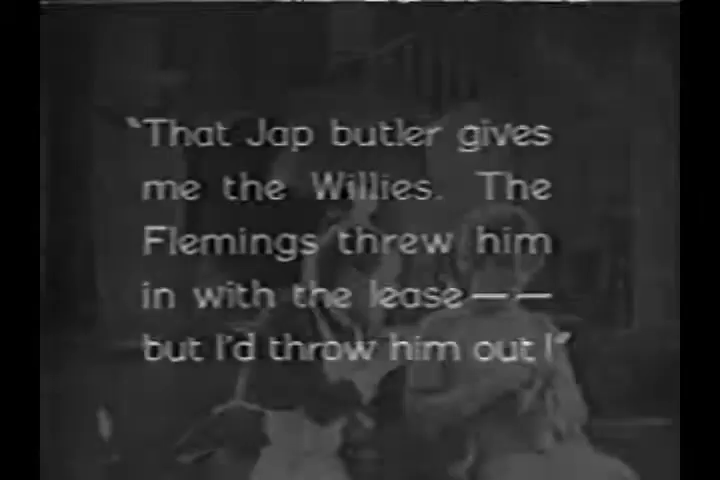 "That Jap butler gives
me the Willies. The
Flemings threw him
in with the lease——
but I'd throw him out!"